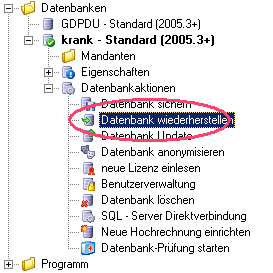 Datenbanken
GDPDU - Standard (2005.3+)
krank - Standard (2005.3+)
Mandanten
Eigenschaften
Datenbankaktionen
Datenbank sichern
Datenbank wiederherstellen
Datenbank Update
Datenbank anonymisieren
neue Lizenz einlesen
Benutzerverwaltung
Datenbank löschen
SQL - Server Direktverbindung
Neue Hochrechnung einrichten
Datenbank-Prüfung starten
Programm